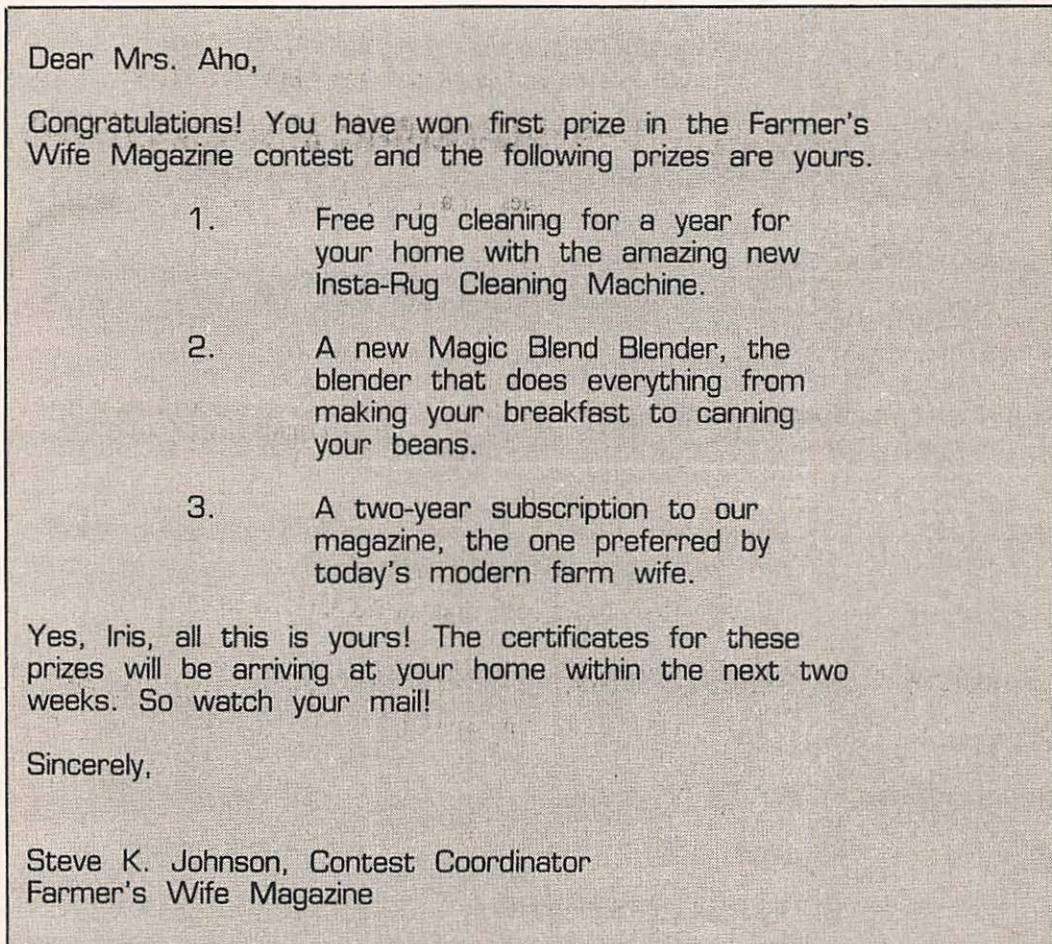 Dear Mrs. Aho,
Congratulations! You have won first prize in the Farmer's
Wife Magazine contest and the following prizes are yours.
1. Free rug cleaning for a year for
your home with the amazing new
Insta-Rug Cleaning Machine.
2. A new Magic Blend Blender, the
blender that does everything from
making your breakfast to canning
your beans.
3. A two-year subscription to our
magazine, the one preferred by
today's modern farm wife.
Yes, Iris, all this is yours! The certificates for these
prizes will be arriving at your home within the next two
weeks. So watch your mail!
Sincerely,
Steve K. Johnson, Contest Coordinator
Farmer's Wife Magazine